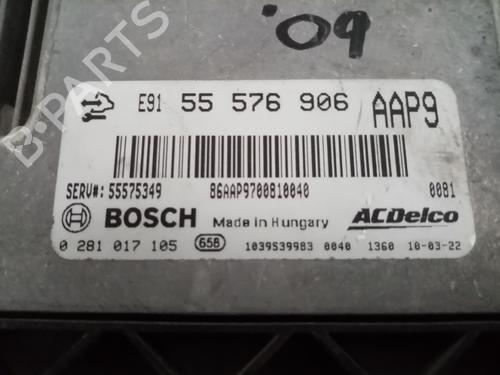 '09
B-PARTS
E91 55 576 906 AAP9
SERV#: 55575349 86AAP9700810040 0081
BOSCH Made in Hungary ACDelco
0 281 017 105 658 1039S39983 0040 1360 10-03-22